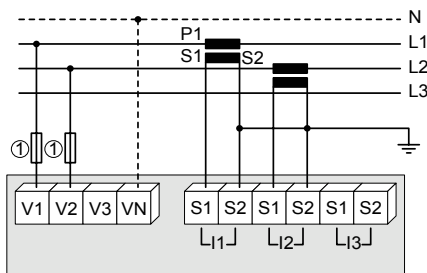 N
P1 L1
S1 S2 L2
L3
① ①
V1 V2 V3 VN S1 S2 S1 S2 S1 S2
I1 I2 I3